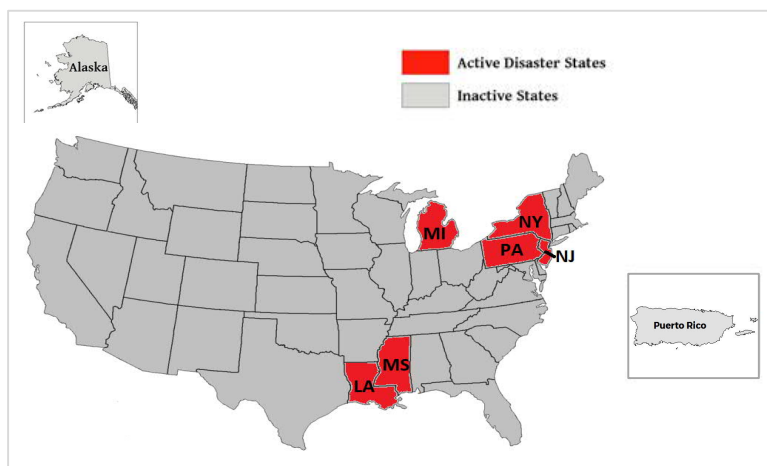 Alaska
Active Disaster States
Inactive States
MI
NY
PA
NJ
Puerto Rico
MS
LA